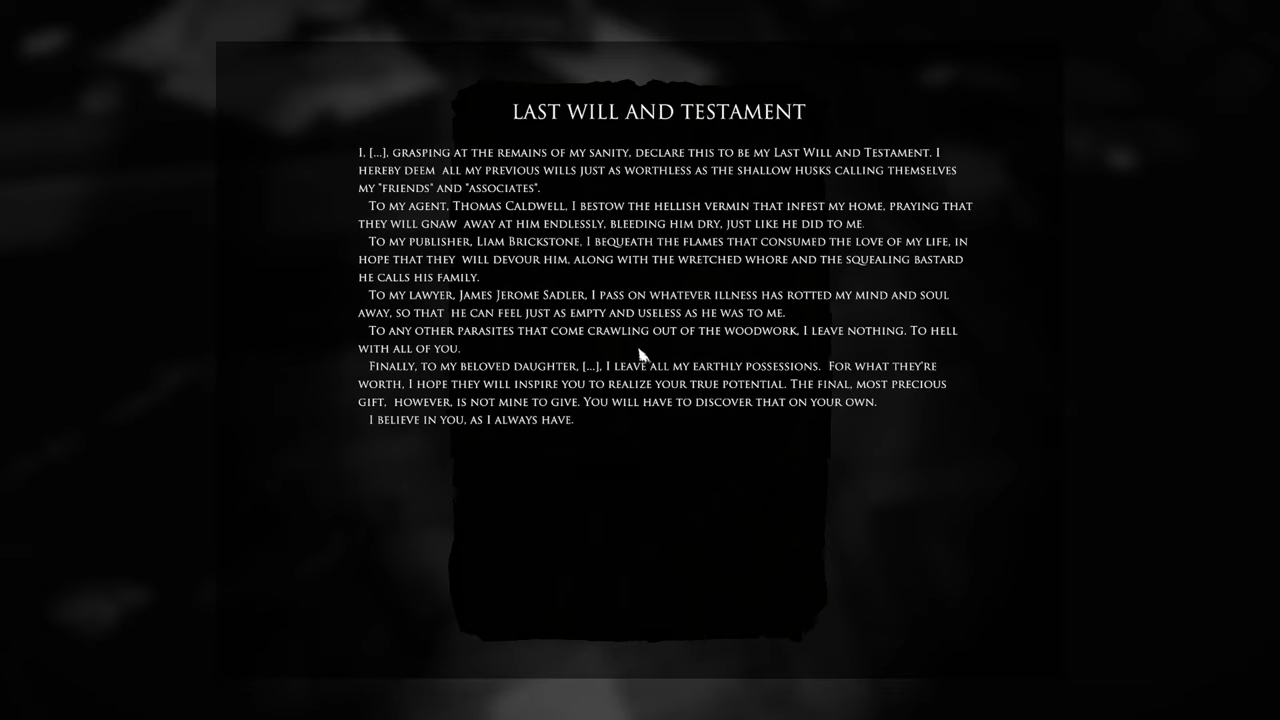 LAST WILL AND TESTAMENT
I, [...], GRASPING AT THE REMAINS OF MY SANITY, DECLARE THIS TO BE MY LAST WILL AND TESTAMENT. I
HEREBY DEEM ALL MY PREVIOUS WILLS JUST AS WORTHLESS AS THE SHALLOW HUSKS CALLING THEMSELVES
MY "FRIENDS" AND "ASSOCIATES".
TO MY AGENT, THOMAS CALDWELL, I BESTOW THE HELLISH VERMIN THAT INFEST MY HOME, PRAYING THAT
THEY WILL GNAW AWAY AT HIM ENDLESSLY, BLEEDING HIM DRY, JUST LIKE HE DID TO ME.
TO MY PUBLISHER, LIAM BRICKSTONE, I BEQUEATH THE FLAMES THAT CONSUMED THE LOVE OF MY LIFE, IN
HOPE THAT THEY WILL DEVOUR HIM, ALONG WITH THE WRETCHED WHORE AND THE SQUEALING BASTARD
HE CALLS HIS FAMILY.
TO MY LAWYER, JAMES JEROME SADLER, I PASS ON WHATEVER ILLNESS HAS ROTTED MY MIND AND SOUL
AWAY, SO THAT HE CAN FEEL JUST AS EMPTY AND USELESS AS HE WAS TO ME.
TO ANY OTHER PARASITES THAT COME CRAWLING OUT OF THE WOODWORK, I LEAVE NOTHING. TO HELL
WITH ALL OF YOU.
FINALLY, TO MY BELOVED DAUGHTER, [...], I LEAVE ALL MY EARTHLY POSSESSIONS. FOR WHAT THEY'RE
WORTH, I HOPE THEY WILL INSPIRE YOU TO REALIZE YOUR TRUE POTENTIAL. THE FINAL, MOST PRECIOUS
GIFT, HOWEVER, IS NOT MINE TO GIVE. YOU WILL HAVE TO DISCOVER THAT ON YOUR OWN.
I BELIEVE IN YOU, AS I ALWAYS HAVE.